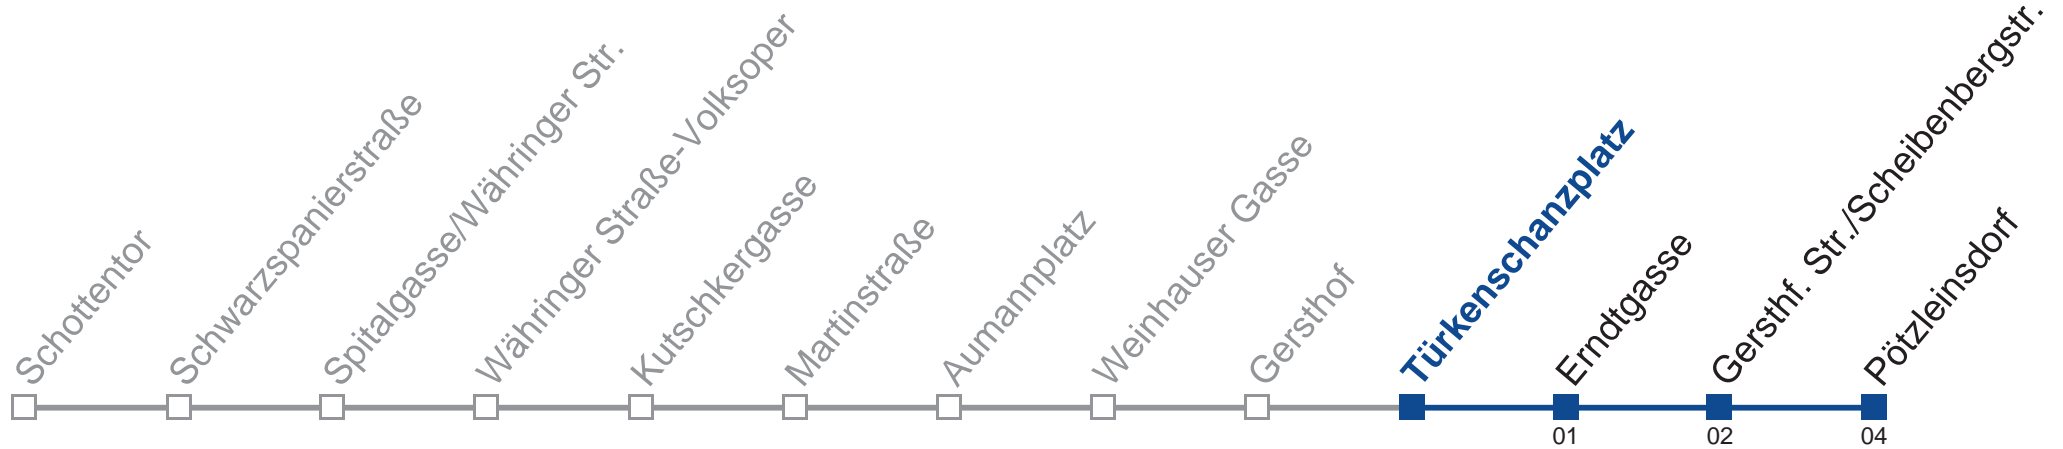 Schottentor
Schwarzspanierstraße
Spitalgasse/Währinger Str.
Währinger Straße-Volksoper
Kutschkergasse
Martinstraße
Aumannplatz
Weinhauser Gasse
Gersthof
Türkenschanzplatz
Erndtgasse
Gersthf. Str./Scheibenbergstr.
Pötzleinsdorf
01
02
04